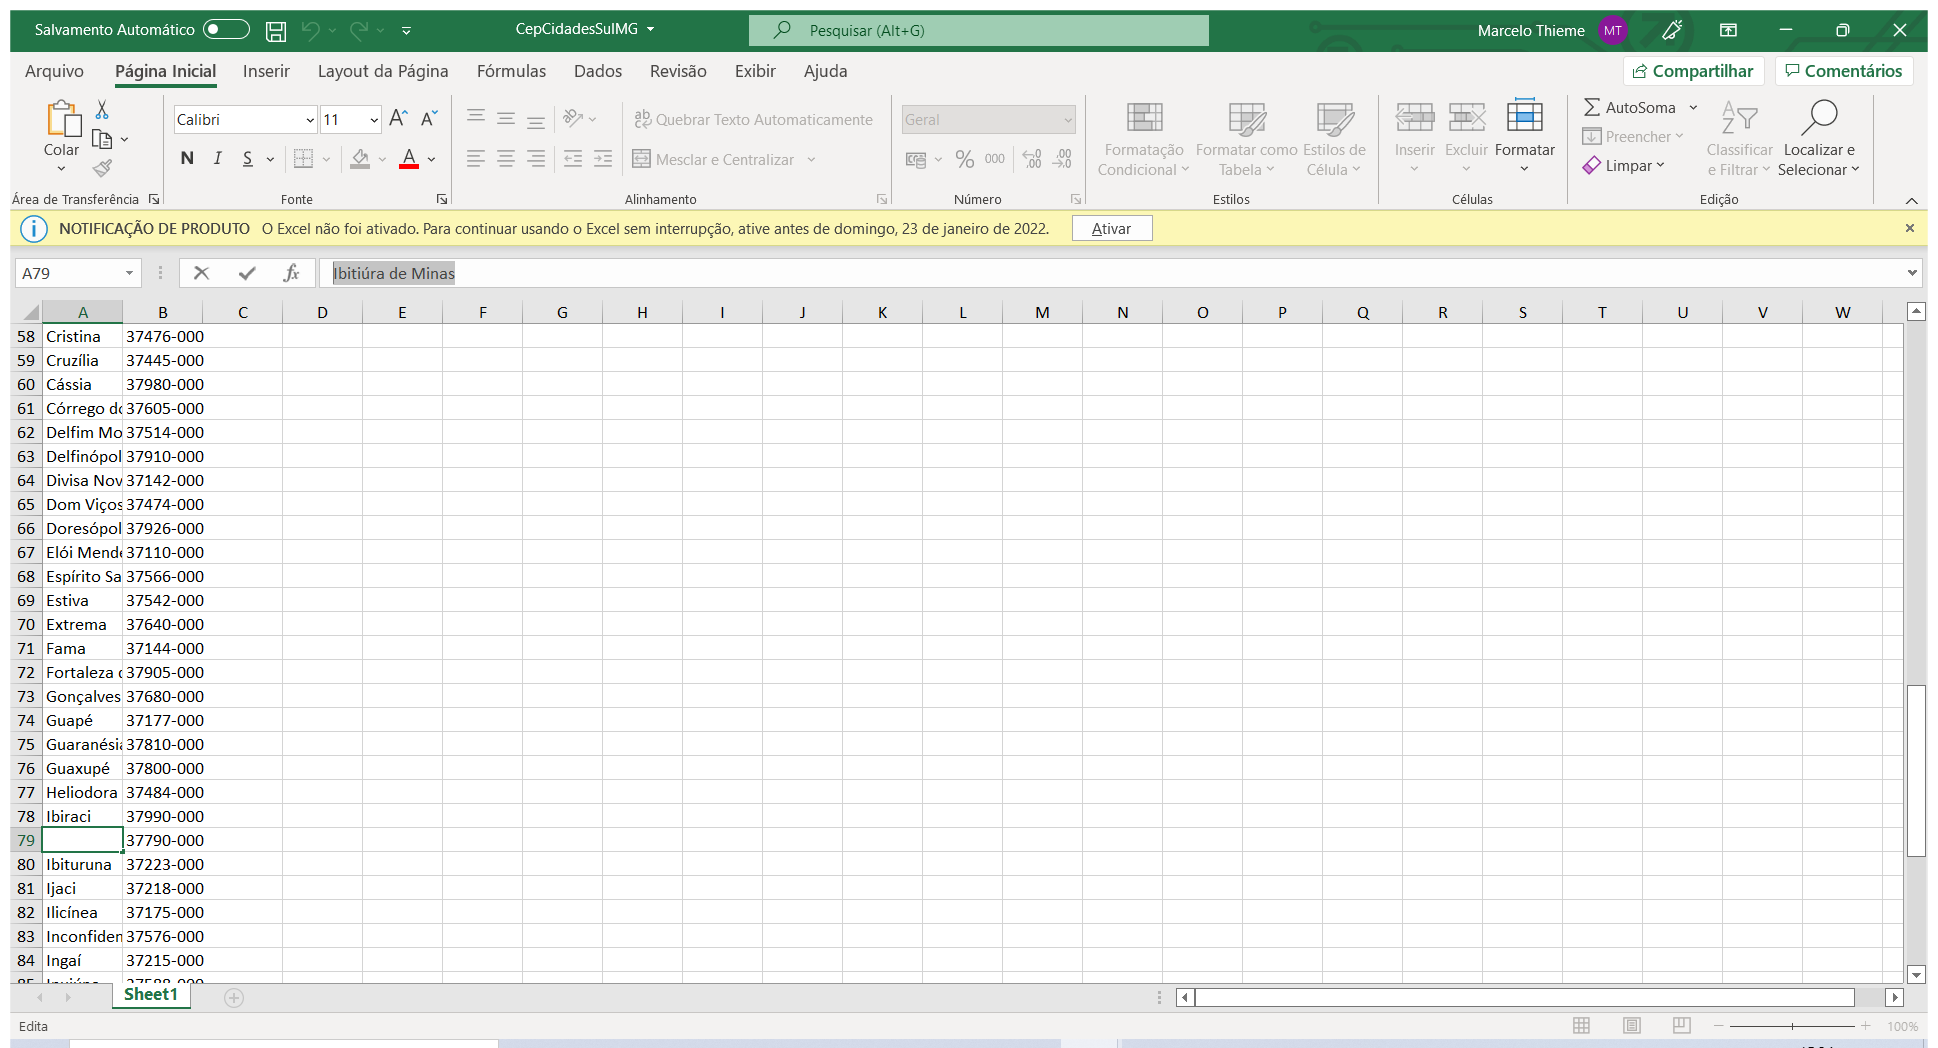 Salvamento Automático
CepCidadesSulMG
Pesquisar (Alt+G)
Marcelo Thieme
MT
Arquivo Página Inicial Inserir Layout da Página Fórmulas Dados Revisão Exibir Ajuda
Compartilhar
Comentários
Colar
Área de Transferência
Calibri 11
N I S
Fonte
Quebrar Texto Automaticamente
Mesclar e Centralizar
Alinhamento
Geral
% 000
Número
Formatação Condicional
Formatar como Tabela
Estilos de Célula
Estilos
Inserir Excluir Formatar
Células
AutoSoma
Preencher
Limpar
Classificar e Filtrar
Localizar e Selecionar
Edição
NOTIFICAÇÃO DE PRODUTO O Excel não foi ativado. Para continuar usando o Excel sem interrupção, ative antes de domingo, 23 de janeiro de 2022. Ativar
A79 fx Ibitiúra de Minas
A B C D E F G H I J K L M N O P Q R S T U V W
58 Cristina 37476-000
59 Cruzília 37445-000
60 Cássia 37980-000
61 Córrego do 37605-000
62 Delfim Mo 37514-000
63 Delfinópol 37910-000
64 Divisa Nov 37142-000
65 Dom Viços 37474-000
66 Doresópol 37926-000
67 Elói Mende 37110-000
68 Espírito Sa 37566-000
69 Estiva 37542-000
70 Extrema 37640-000
71 Fama 37144-000
72 Fortaleza d 37905-000
73 Gonçalves 37680-000
74 Guapé 37177-000
75 Guaranésia 37810-000
76 Guaxupé 37800-000
77 Heliodora 37484-000
78 Ibiraci 37990-000
79 37790-000
80 Ibituruna 37223-000
81 Ijaci 37218-000
82 Ilicínea 37175-000
83 Inconfiden 37576-000
84 Ingaí 37215-000
Sheet1
Edita
100%